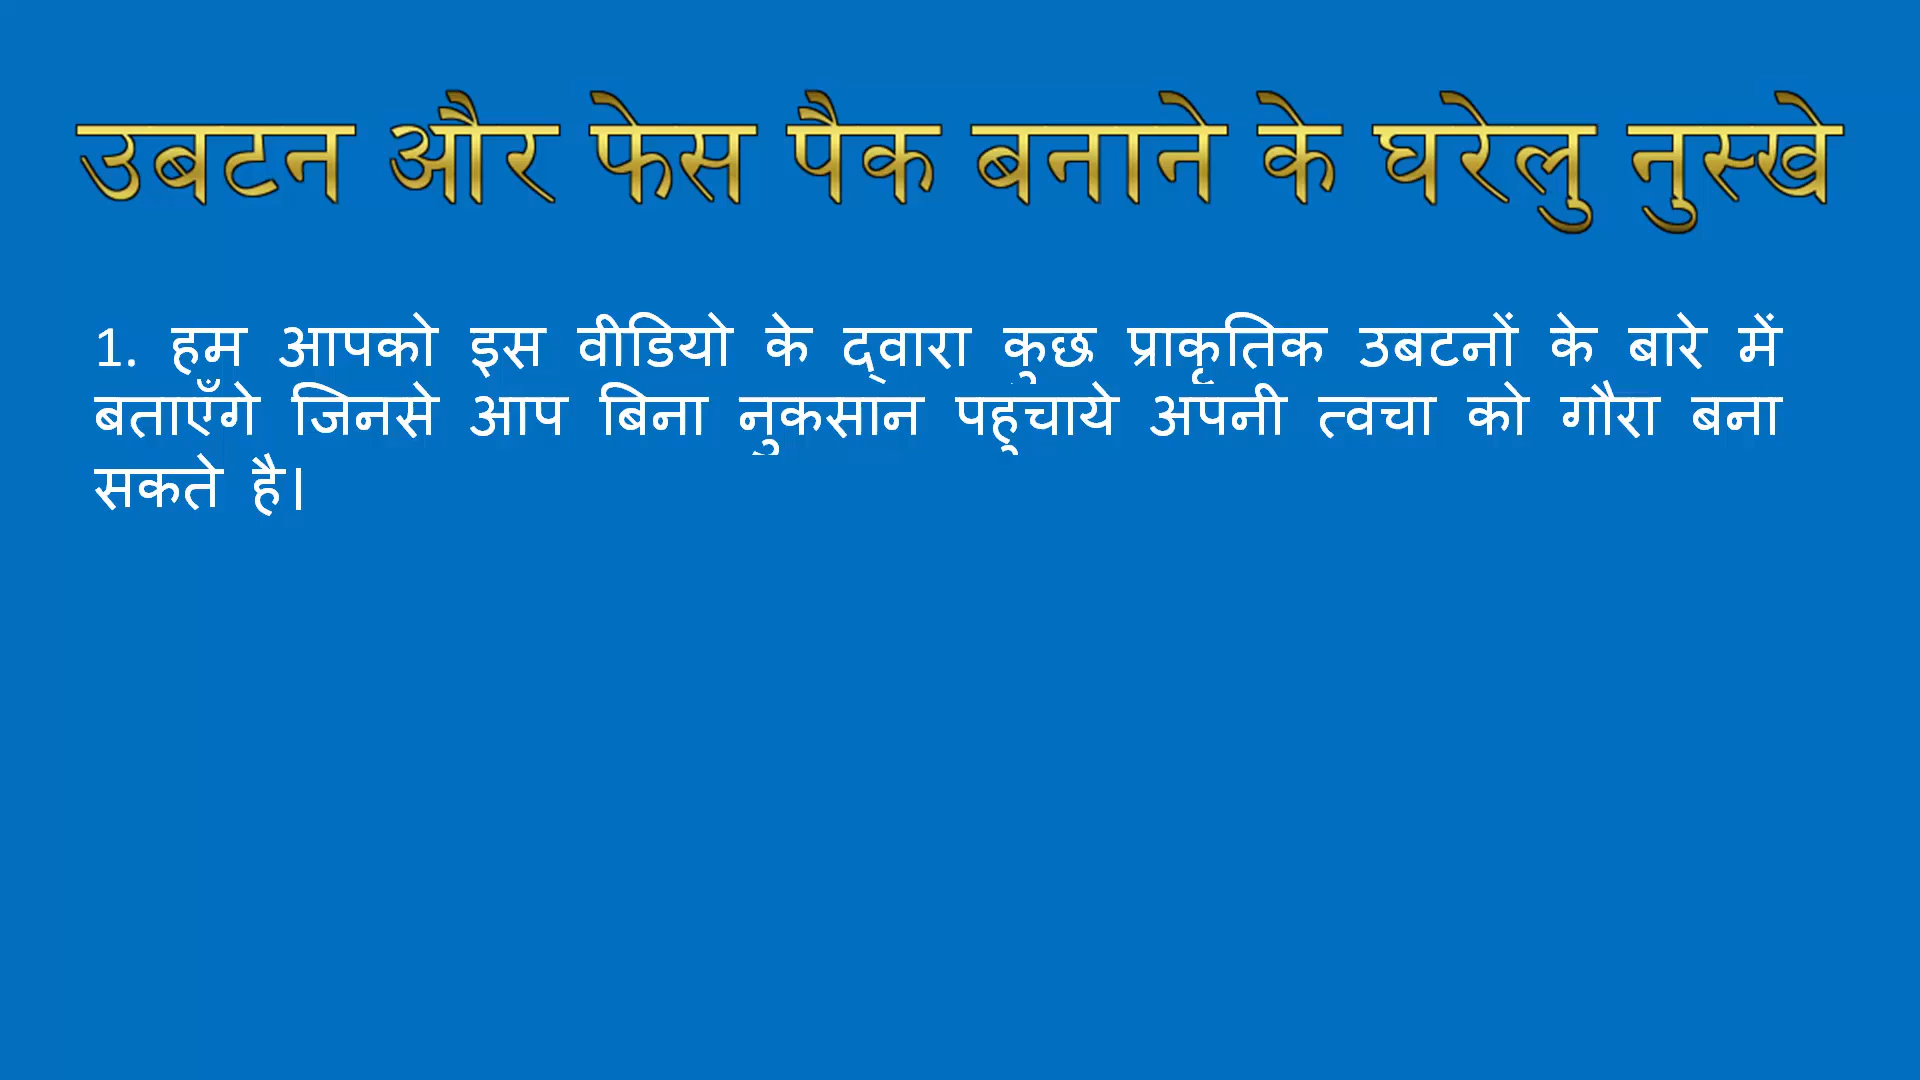 उबटन और फेस पैक बनाने के घरेलु नुस्खे
1. हम आपको इस वीडियो के द्वारा कुछ प्राकृतिक उबटनों के बारे में
बताएँगे जिनसे आप बिना नुकसान पहुचाये अपनी त्वचा को गौरा बना
सकते है।